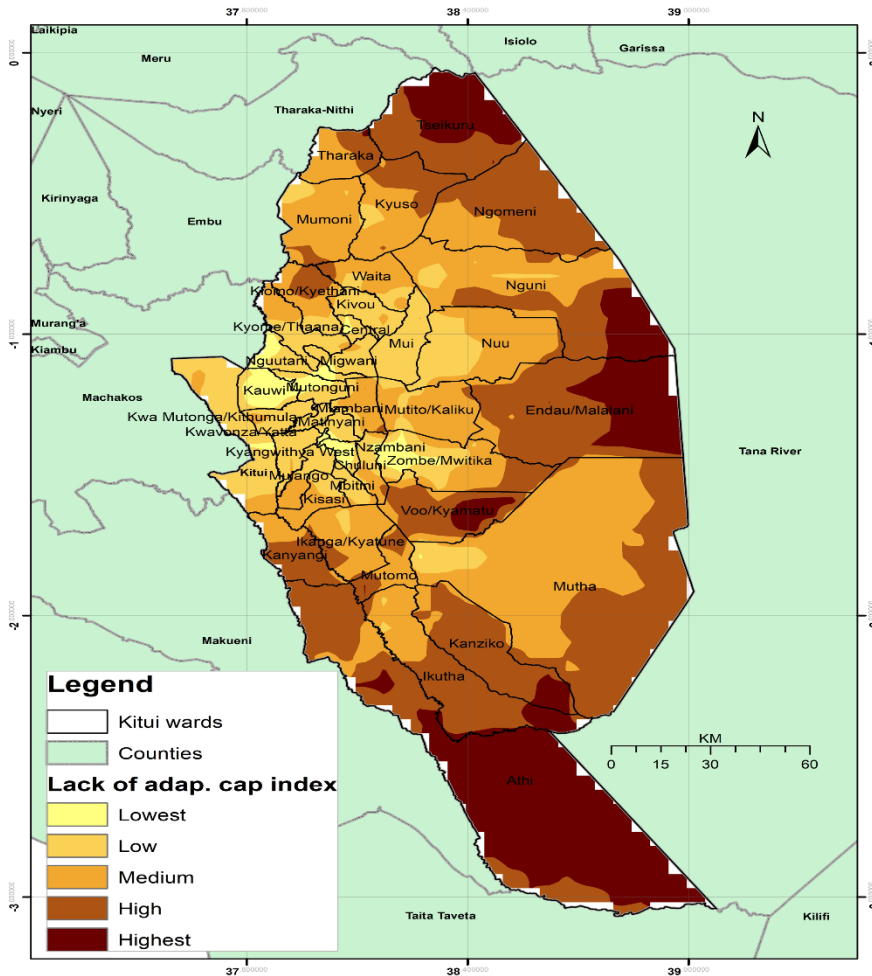 37.600000
38.400000
39.000000
Laikipia
Isiolo
Garissa
Meru
Nyeri
Tharaka-Nithi
Tseikuru
N
Tharaka
Kirinyaga
Kyuso
Ngomeni
Embu
Mumoni
Waita
Nguni
Kiomo/Kyethani
Kivou
Murang'a
Kyome/Thaana
Central
Kiambu
Mui
Nuu
Nguutani
Migwani
Machakos
Kauwi
Mutonguni
Kwa Mutonga/Kithumula
Miambani
Mutito/Kaliku
Endau/Malalani
Matinyani
Kwavonza/Yatta
Kyangwithya West
Nzambani
Tana River
Zombe/Mwitika
Kitui
Chuluni
Mulango
Mbitini
Kisasi
Voo/Kyamatu
Ikanga/Kyatune
Kanyangi
Mutomo
Mutha
Makueni
Kanziko
Ikutha
Athi
Taita Taveta
Kilifi
KM
0 15 30 60
Legend
Kitui wards
Counties
Lack of adap. cap index
Lowest
Low
Medium
High
Highest